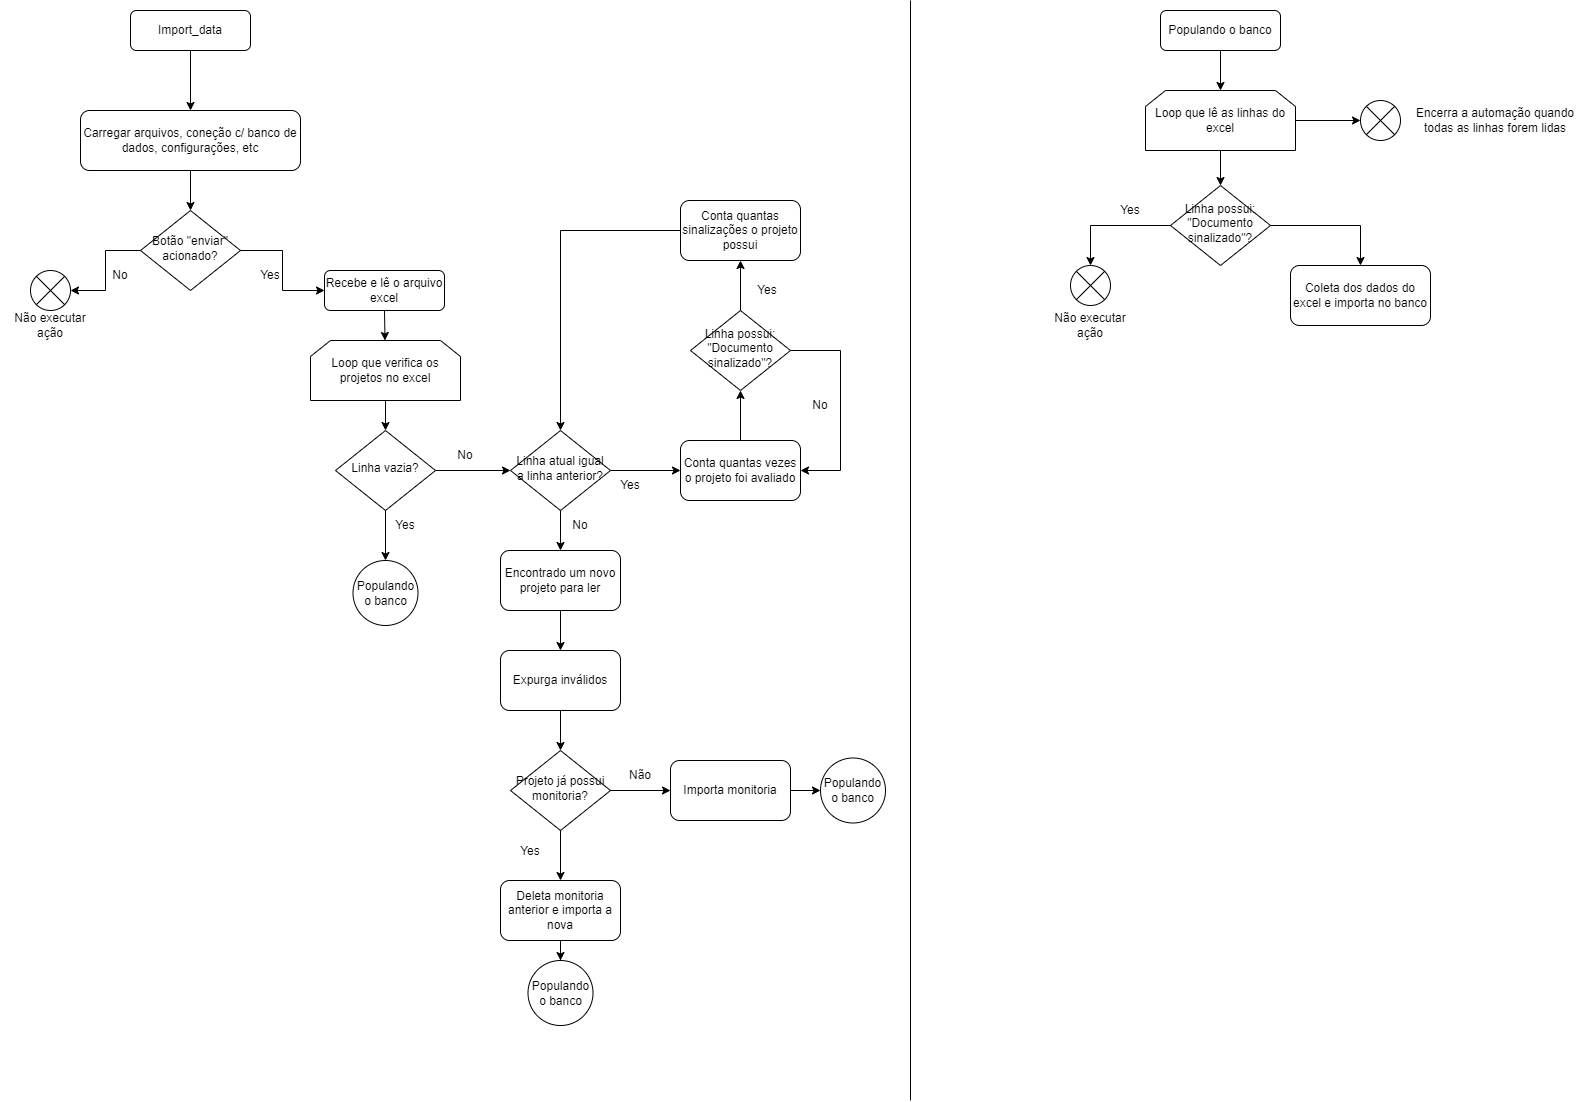 Import_data
Carregar arquivos, coneção c/ banco de
dados, configurações, etc
Botão "enviar"
acionado?
No
Yes
Não executar
ação
Recebe e lê o arquivo
excel
Loop que verifica os
projetos no excel
Linha vazia?
No
Yes
Populando
o banco
Linha atual igual
a linha anterior?
Yes
No
Conta quantas vezes
o projeto foi avaliado
Linha possui:
"Documento
sinalizado"?
Yes
No
Conta quantas
sinalizações o projeto
possui
Encontrado um novo
projeto para ler
Expurga inválidos
Projeto já possui
monitoria?
Não
Importa monitoria
Populando
o banco
Yes
Deleta monitoria
anterior e importa a
nova
Populando
o banco
Populando o banco
Loop que lê as linhas do
excel
Encerra a automação quando
todas as linhas forem lidas
Linha possui:
"Documento
sinalizado"?
Yes
Não executar
ação
Coleta dos dados do
excel e importa no banco